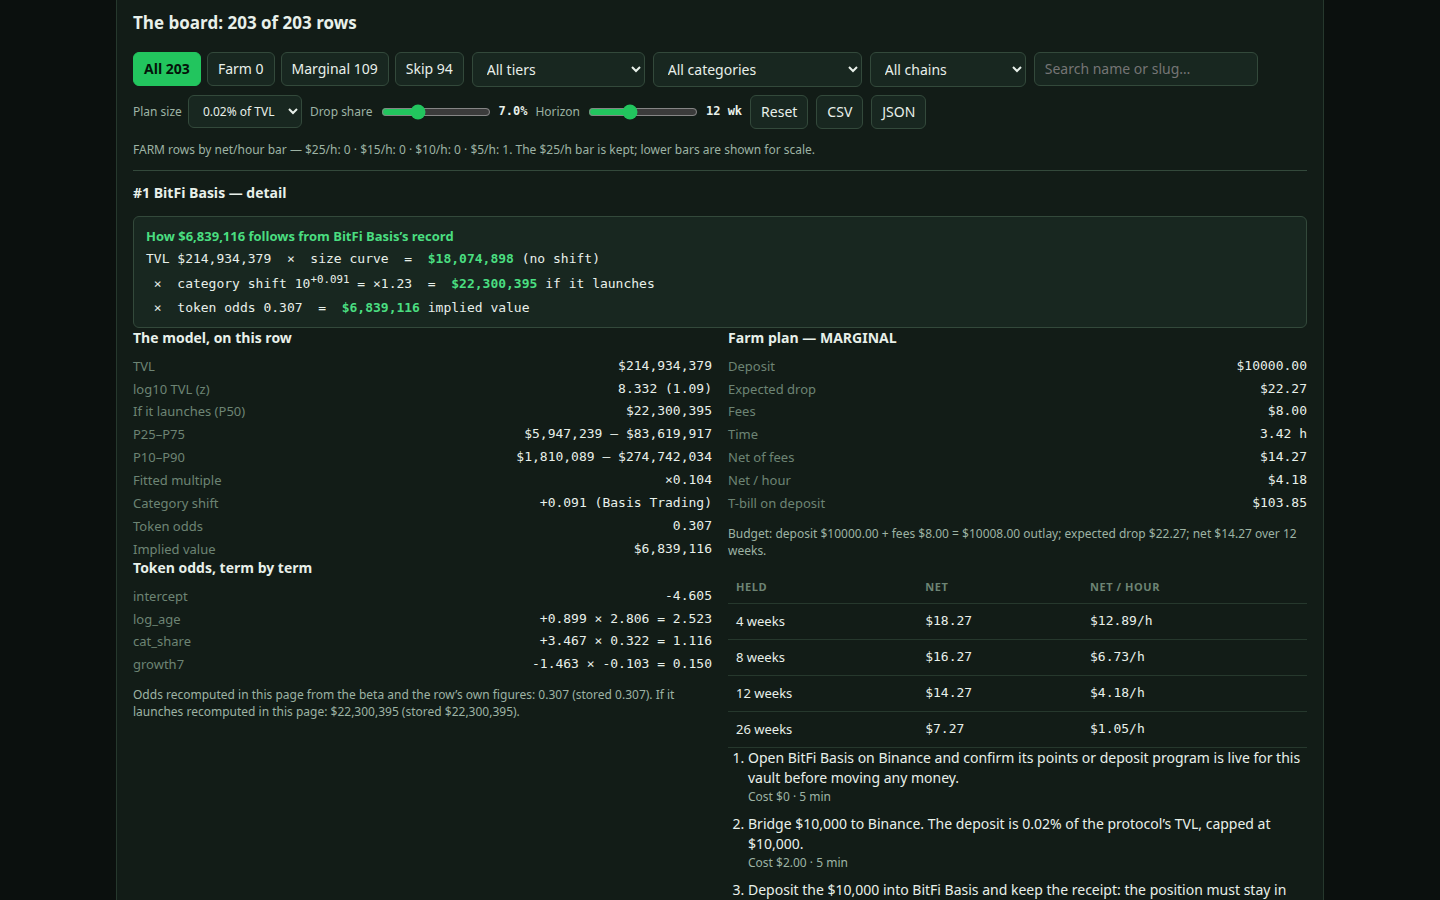 The board: 203 of 203 rows
All 203 Farm 0 Marginal 109 Skip 94 All tiers All categories All chains Search name or slug...
Plan size 0.02% of TVL Drop share 7.0% Horizon 12 wk Reset CSV JSON
FARM rows by net/hour bar — $25/h: 0 · $15/h: 0 · $10/h: 0 · $5/h: 1. The $25/h bar is kept; lower bars are shown for scale.
#1 BitFi Basis — detail
How $6,839,116 follows from BitFi Basis's record
TVL $214,934,379 × size curve = $18,074,898 (no shift)
× category shift 10+0.091 = ×1.23 = $22,300,395 if it launches
× token odds 0.307 = $6,839,116 implied value
The model, on this row
TVL $214,934,379
log10 TVL (z) 8.332 (1.09)
If it launches (P50) $22,300,395
P25–P75 $5,947,239 — $83,619,917
P10–P90 $1,810,089 — $274,742,034
Fitted multiple ×0.104
Category shift +0.091 (Basis Trading)
Token odds 0.307
Implied value $6,839,116
Token odds, term by term
intercept -4.605
log_age +0.899 × 2.806 = 2.523
cat_share +3.467 × 0.322 = 1.116
growth7 -1.463 × -0.103 = 0.150
Odds recomputed in this page from the beta and the row's own figures: 0.307 (stored 0.307). If it
launches recomputed in this page: $22,300,395 (stored $22,300,395).
Farm plan — MARGINAL
Deposit $10000.00
Expected drop $22.27
Fees $8.00
Time 3.42 h
Net of fees $14.27
Net / hour $4.18
T-bill on deposit $103.85
Budget: deposit $10000.00 + fees $8.00 = $10008.00 outlay; expected drop $22.27; net $14.27 over 12
weeks.
HELD NET NET / HOUR
4 weeks $18.27 $12.89/h
8 weeks $16.27 $6.73/h
12 weeks $14.27 $4.18/h
26 weeks $7.27 $1.05/h
1. Open BitFi Basis on Binance and confirm its points or deposit program is live for this
vault before moving any money.
Cost $0 · 5 min
2. Bridge $10,000 to Binance. The deposit is 0.02% of the protocol's TVL, capped at
$10,000.
Cost $2.00 · 5 min
3. Deposit the $10,000 into BitFi Basis and keep the receipt: the position must stay in